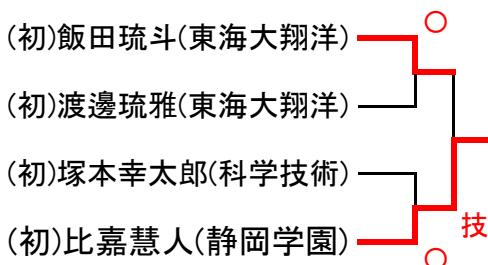 (初)飯田琉斗(東海大翔洋)
○
(初)渡邊琉雅(東海大翔洋)
(初)塚本幸太郎(科学技術)
技
(初)比嘉慧人(静岡学園)
○